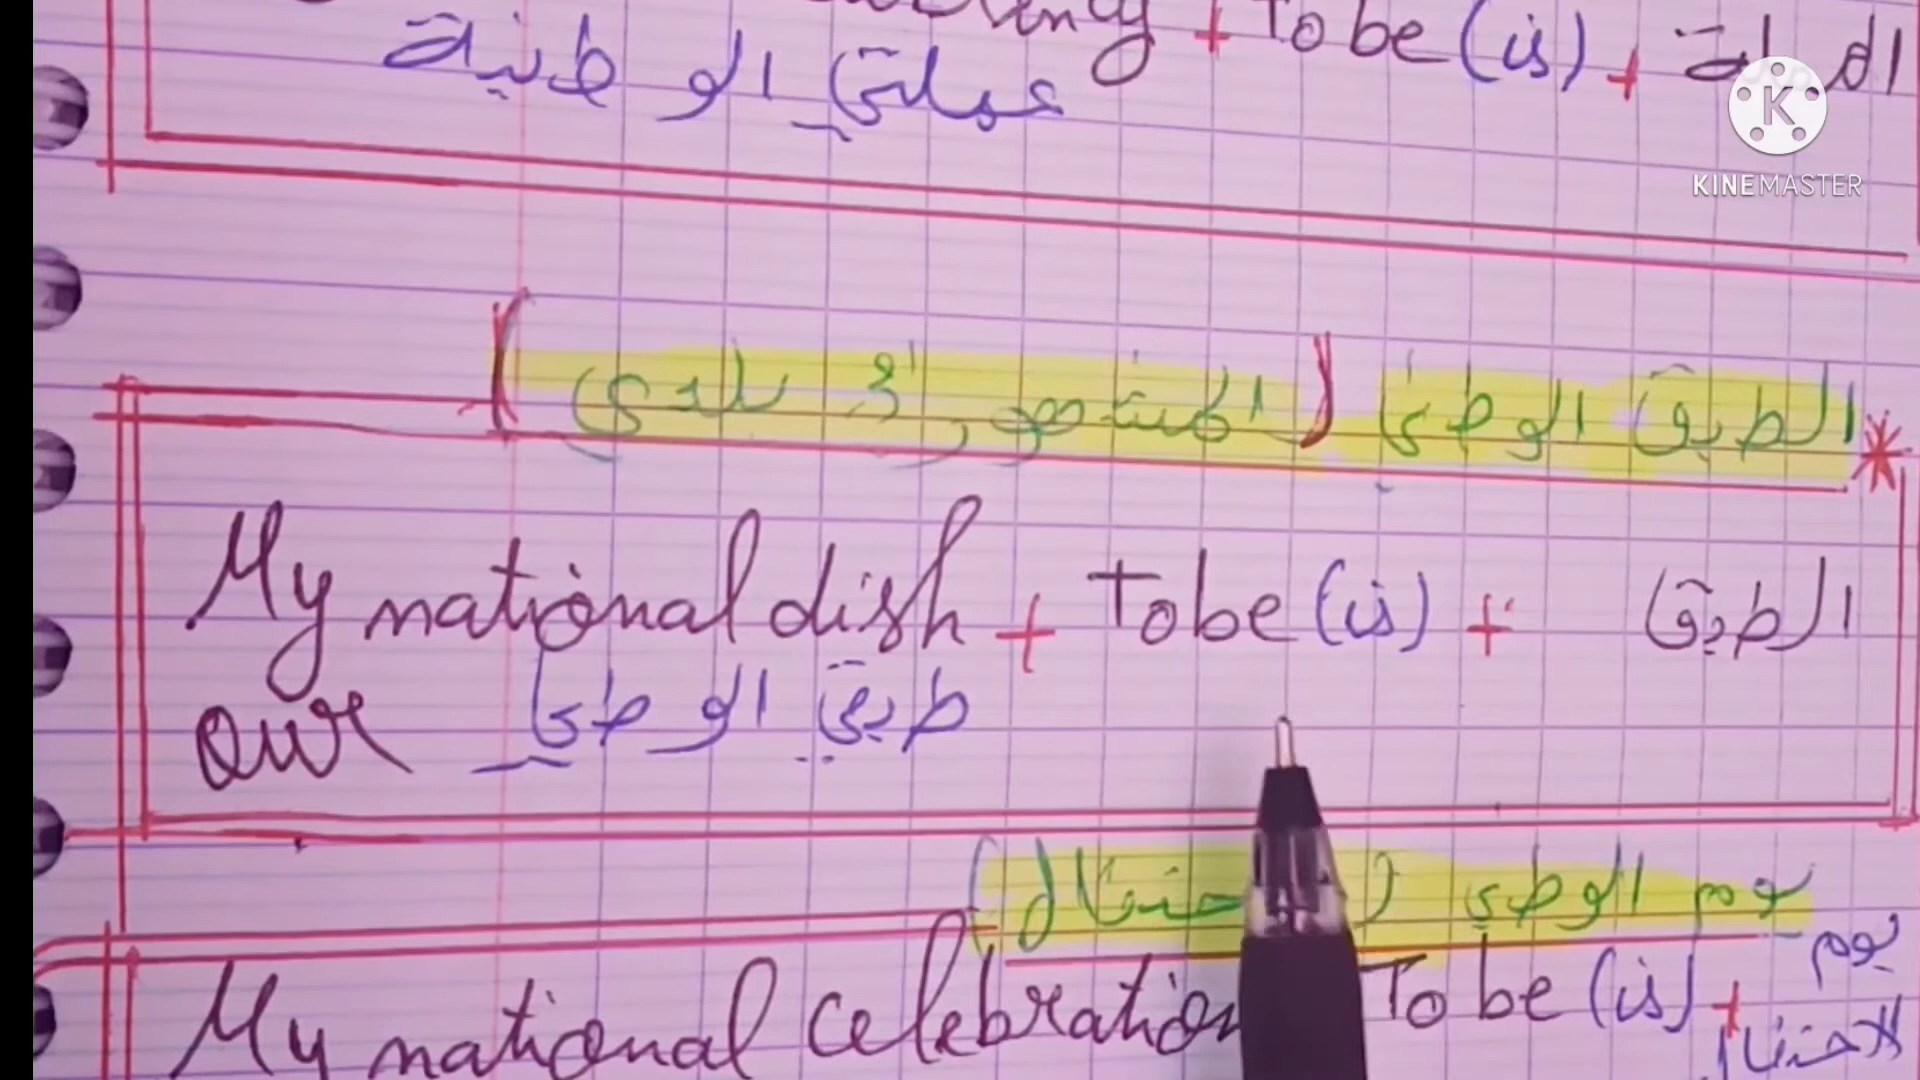 + To be (is) + العملة
عملتي الوطنية
KINEMASTER
* الطبق الوطني (المشهور في بلدي)
My national dish + To be (is) + الطبق
our طبقي الوطني
يوم الوطني (احتفال)
My national celebration To be (is) + يوم
الاحتفال